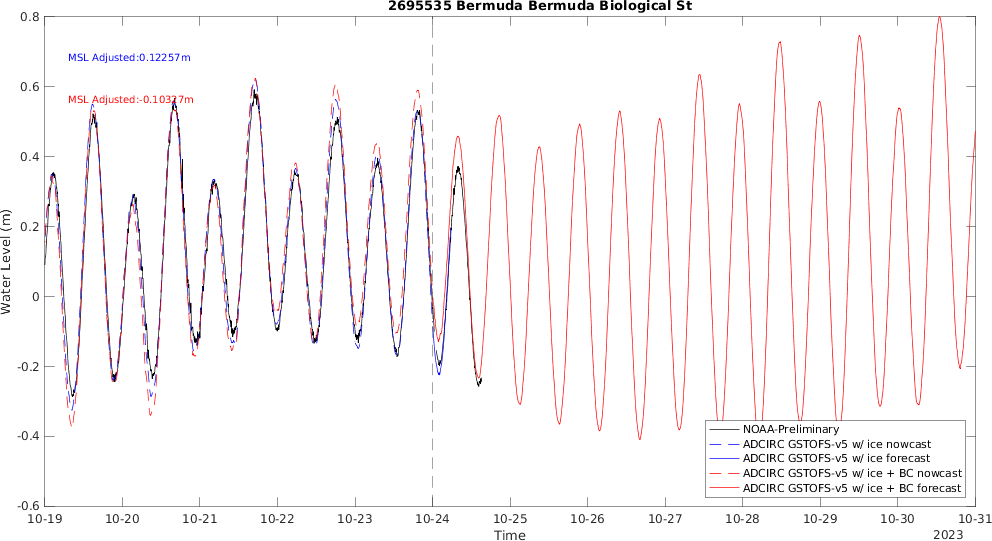 2695535 Bermuda Bermuda Biological St
0.8
0.6
0.4
0.2
0
-0.2
-0.4
-0.6
Water Level (m)
MSL Adjusted:0.12257m
MSL Adjusted:-0.10327m
NOAA-Preliminary
ADCIRC GSTOFS-v5 w/ ice nowcast
ADCIRC GSTOFS-v5 w/ ice forecast
ADCIRC GSTOFS-v5 w/ ice + BC nowcast
ADCIRC GSTOFS-v5 w/ ice + BC forecast
10-19 10-20 10-21 10-22 10-23 10-24 10-25 10-26 10-27 10-28 10-29 10-30 10-31
Time
2023